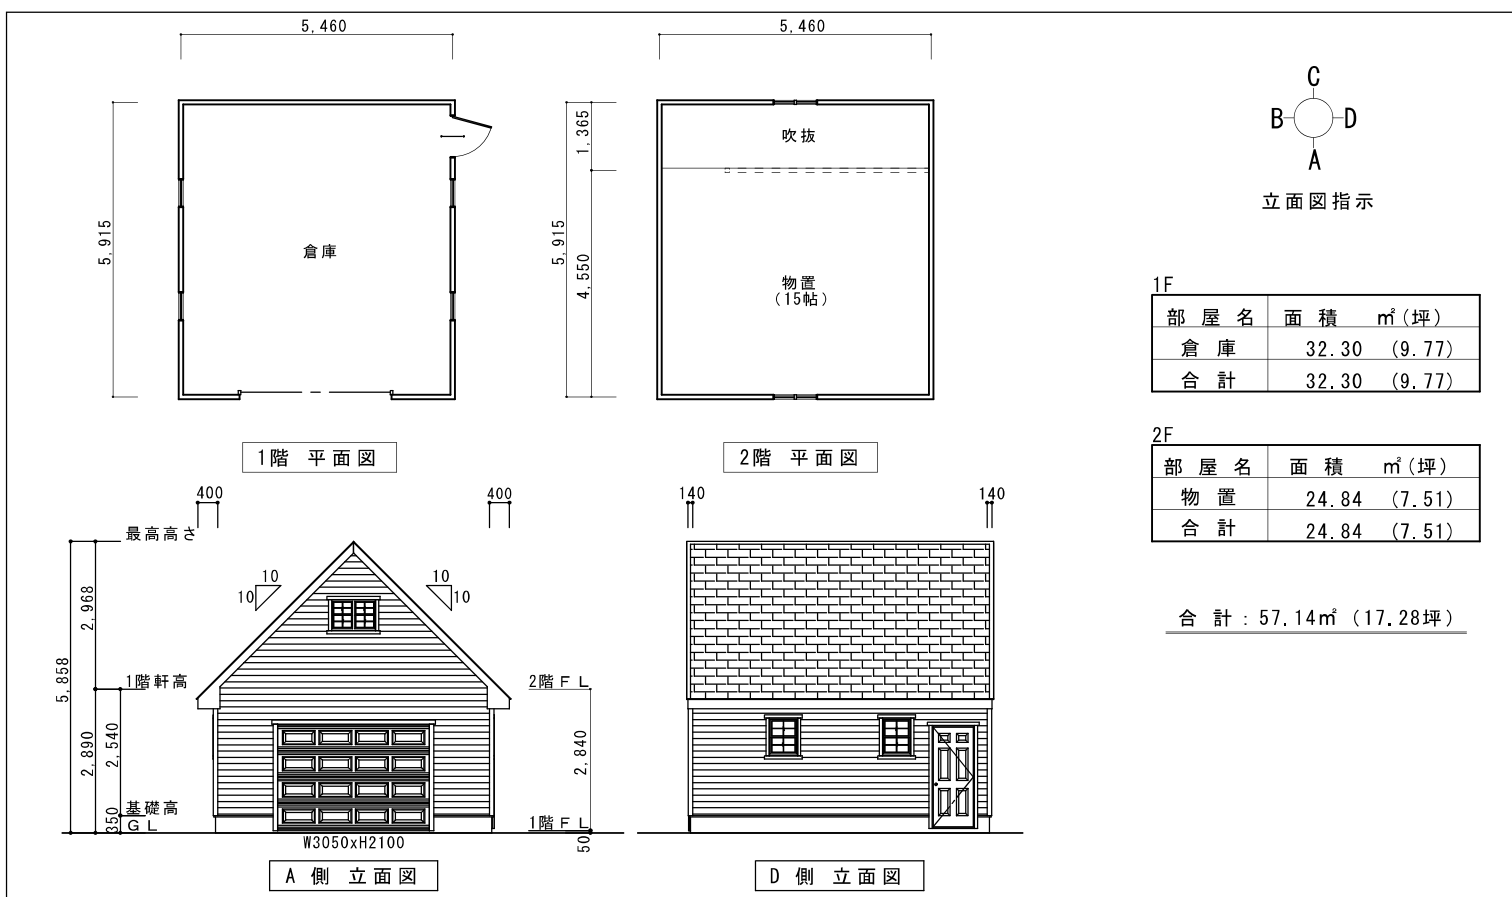 5,460
5,460
5,915
倉庫
5,915
1,365
4,550
吹抜
物置
(15帖)
1階 平面図
2階 平面図
C
B D
A
立面図指示
1F
部屋名 面積 ㎡(坪)
倉庫 32.30 (9.77)
合計 32.30 (9.77)
2F
部屋名 面積 ㎡(坪)
物置 24.84 (7.51)
合計 24.84 (7.51)
合計：57.14㎡（17.28坪）
400 400
最高高さ
10
10
10
10
5,858
2,968
2,890
2,540
350
1階軒高
基礎高
GL
2階FL
2,840
1階FL
50
W3050xH2100
A側 立面図
140 140
D側 立面図